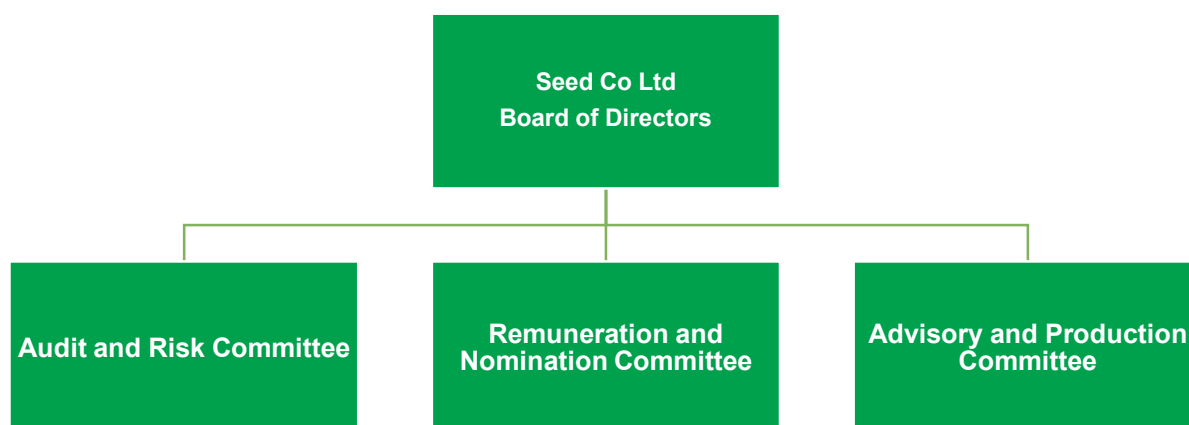 Seed Co Ltd
Board of Directors
Audit and Risk Committee
Remuneration and
Nomination Committee
Advisory and Production
Committee